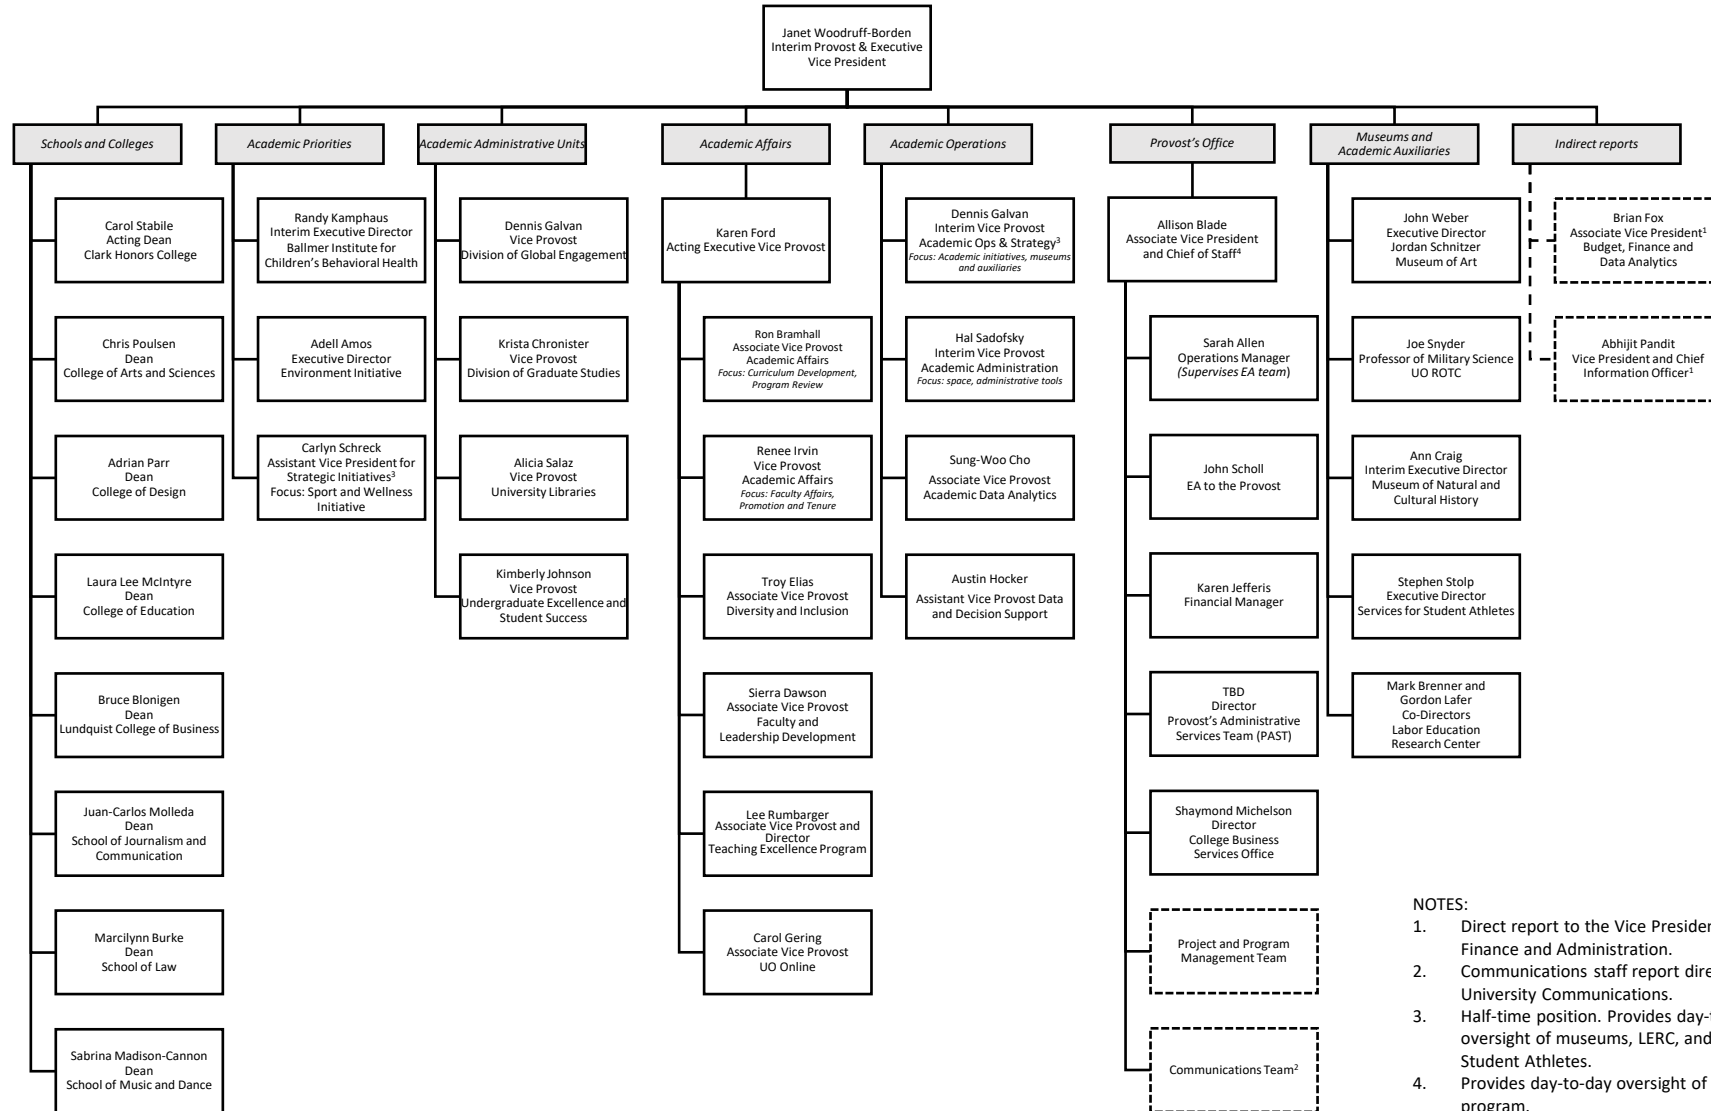 Janet Woodruff-Borden
Interim Provost & Executive
Vice President
Schools and Colleges
Carol Stabile
Acting Dean
Clark Honors College
Chris Poulsen
Dean
College of Arts and Sciences
Adrian Parr
Dean
College of Design
Laura Lee McIntyre
Dean
College of Education
Bruce Blonigen
Dean
Lundquist College of Business
Juan-Carlos Molleda
Dean
School of Journalism and
Communication
Marcilynn Burke
Dean
School of Law
Sabrina Madison-Cannon
Dean
School of Music and Dance
Academic Priorities
Randy Kamphaus
Interim Executive Director
Ballmer Institute for
Children's Behavioral Health
Adell Amos
Executive Director
Environment Initiative
Carlyn Schreck
Assistant Vice President for
Strategic Initiatives³
Focus: Sport and Wellness
Initiative
Academic Administrative Units
Dennis Galvan
Vice Provost
Division of Global Engagement
Krista Chronister
Vice Provost
Division of Graduate Studies
Alicia Salaz
Vice Provost
University Libraries
Kimberly Johnson
Vice Provost
Undergraduate Excellence and
Student Success
Academic Affairs
Karen Ford
Acting Executive Vice Provost
Ron Bramhall
Associate Vice Provost
Academic Affairs
Focus: Curriculum Development,
Program Review
Renee Irvin
Vice Provost
Academic Affairs
Focus: Faculty Affairs,
Promotion and Tenure
Troy Elias
Associate Vice Provost
Diversity and Inclusion
Sierra Dawson
Associate Vice Provost
Faculty and
Leadership Development
Lee Rumbarger
Associate Vice Provost and
Director
Teaching Excellence Program
Carol Gering
Associate Vice Provost
UO Online
Academic Operations
Dennis Galvan
Interim Vice Provost
Academic Ops & Strategy³
Focus: Academic initiatives, museums
and auxiliaries
Hal Sadofsky
Interim Vice Provost
Academic Administration
Focus: space, administrative tools
Sung-Woo Cho
Associate Vice Provost
Academic Data Analytics
Austin Hocker
Assistant Vice Provost Data
and Decision Support
Provost's Office
Allison Blade
Associate Vice President
and Chief of Staff⁴
Sarah Allen
Operations Manager
(Supervises EA team)
John Scholl
EA to the Provost
Karen Jefferis
Financial Manager
TBD
Director
Provost's Administrative
Services Team (PAST)
Shaymond Michelson
Director
College Business
Services Office
Project and Program
Management Team
Communications Team²
Museums and
Academic Auxiliaries
John Weber
Executive Director
Jordan Schnitzer
Museum of Art
Joe Snyder
Professor of Military Science
UO ROTC
Ann Craig
Interim Executive Director
Museum of Natural and
Cultural History
Stephen Stolp
Executive Director
Services for Student Athletes
Mark Brenner and
Gordon Lafer
Co-Directors
Labor Education
Research Center
Indirect reports
Brian Fox
Associate Vice President¹
Budget, Finance and
Data Analytics
Abhijit Pandit
Vice President and Chief
Information Officer¹
NOTES:
1. Direct report to the Vice Presiden
Finance and Administration.
2. Communications staff report dire
University Communications.
3. Half-time position. Provides day-t
oversight of museums, LERC, and
Student Athletes.
4. Provides day-to-day oversight of
program.